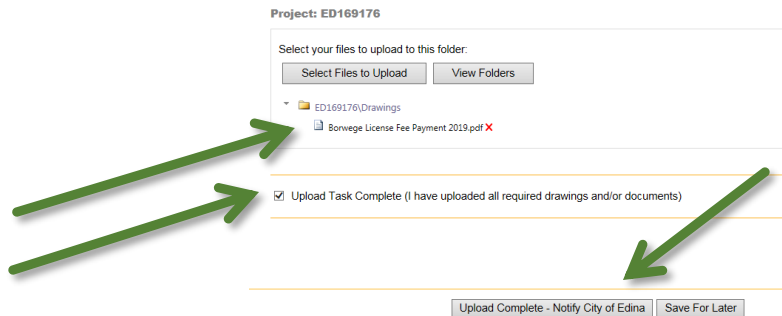 Project: ED169176
Select your files to upload to this folder:
Select Files to Upload View Folders
ED169176\Drawings
Borwege License Fee Payment 2019.pdf X
Upload Task Complete (I have uploaded all required drawings and/or documents)
Upload Complete - Notify City of Edina Save For Later